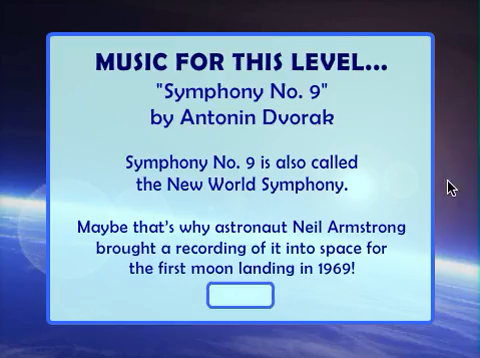 MUSIC FOR THIS LEVEL...
"Symphony No. 9"
by Antonin Dvorak
Symphony No. 9 is also called
the New World Symphony.
Maybe that's why astronaut Neil Armstrong
brought a recording of it into space for
the first moon landing in 1969!